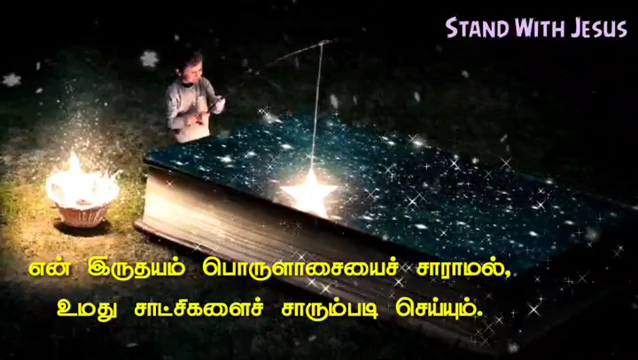 Stand With Jesus
என் இருதயம் பொருளாசையைச் சாராமல்,
உமது சாட்சிகளைச் சாரும்படி செய்யும்.